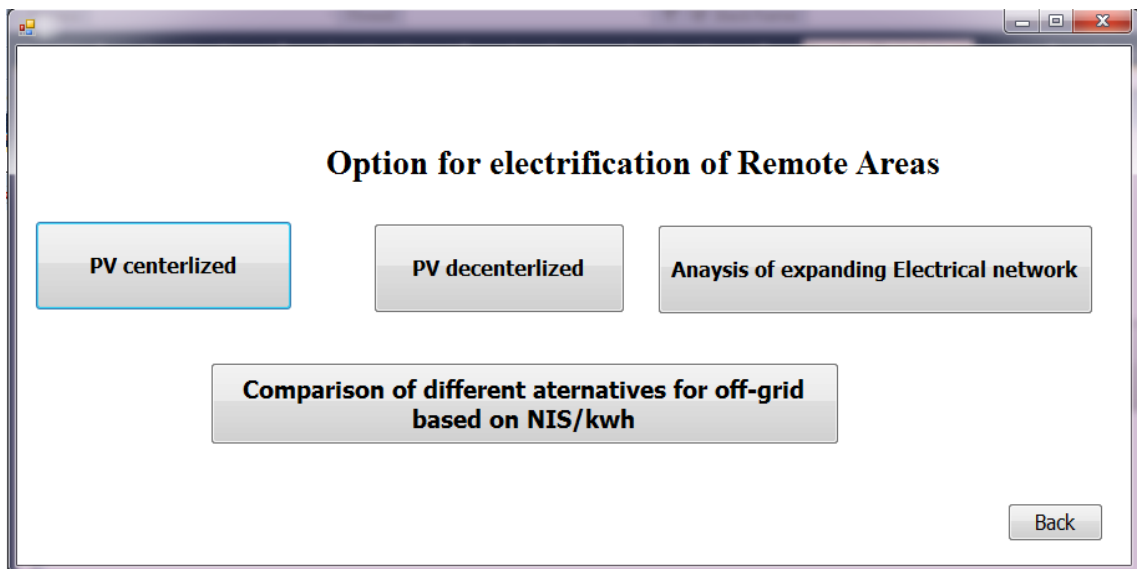 Option for electrification of Remote Areas
PV centerlized
PV decenterlized
Anaysis of expanding Electrical network
Comparison of different aternatives for off-grid
based on NIS/kwh
Back